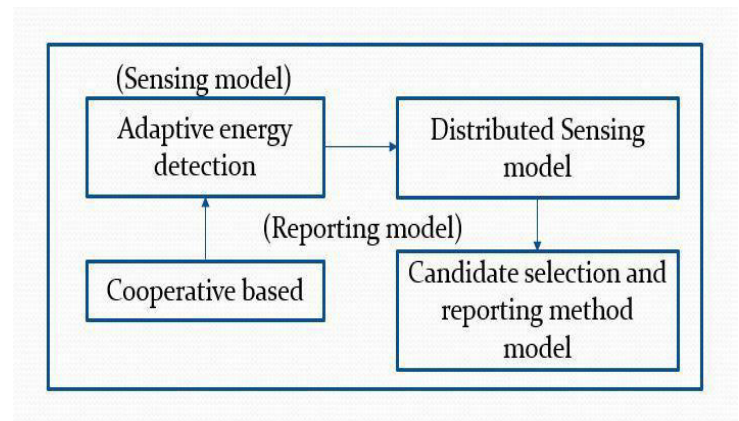 (Sensing model)
Adaptive energy
detection
Distributed Sensing
model
(Reporting model)
Cooperative based
Candidate selection and
reporting method
model